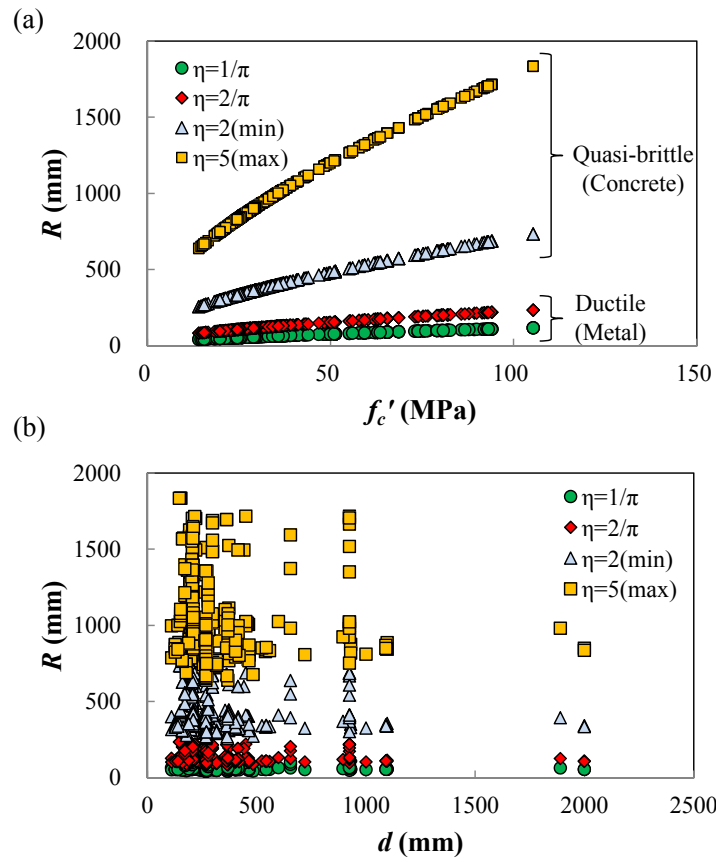 (a)
2000
1500
1000
500
0
R (mm)
η=1/π
η=2/π
η=2(min)
η=5(max)
Quasi-brittle
(Concrete)
Ductile
(Metal)
0 50 100 150
fc' (MPa)
(b)
2000
1500
1000
500
0
R (mm)
η=1/π
η=2/π
η=2(min)
η=5(max)
0 500 1000 1500 2000 2500
d (mm)